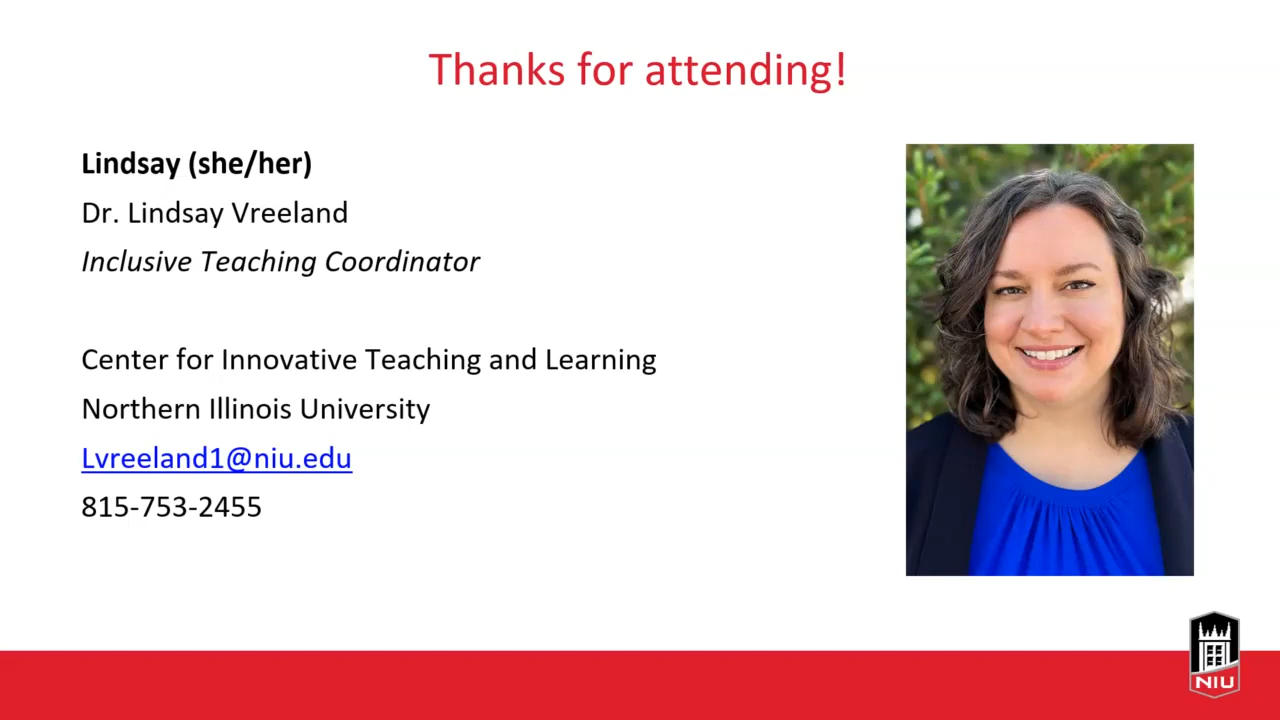 Thanks for attending!
Lindsay (she/her)
Dr. Lindsay Vreeland
Inclusive Teaching Coordinator
Center for Innovative Teaching and Learning
Northern Illinois University
Lvreeland1@niu.edu
815-753-2455
NIU